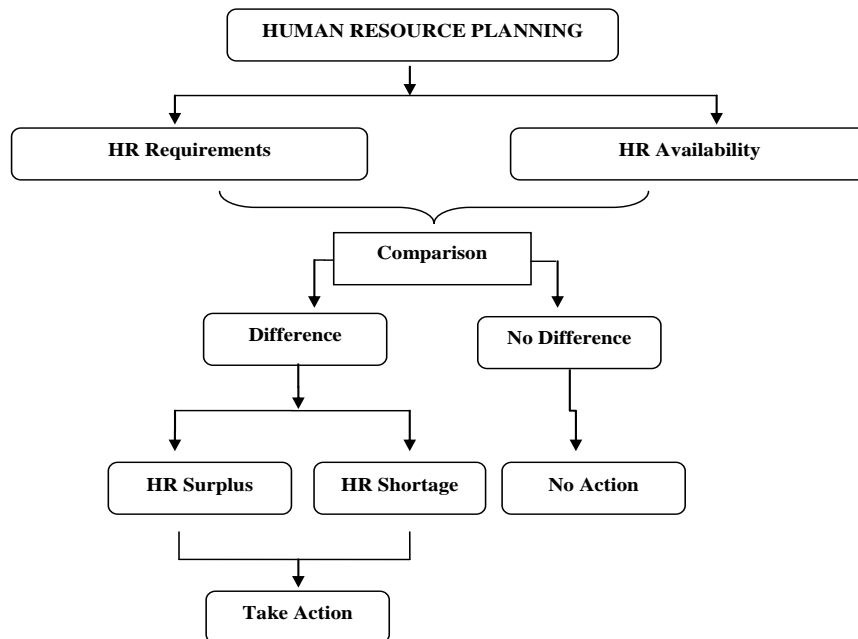 HUMAN RESOURCE PLANNING
HR Requirements
HR Availability
Comparison
Difference
No Difference
HR Surplus
HR Shortage
No Action
Take Action